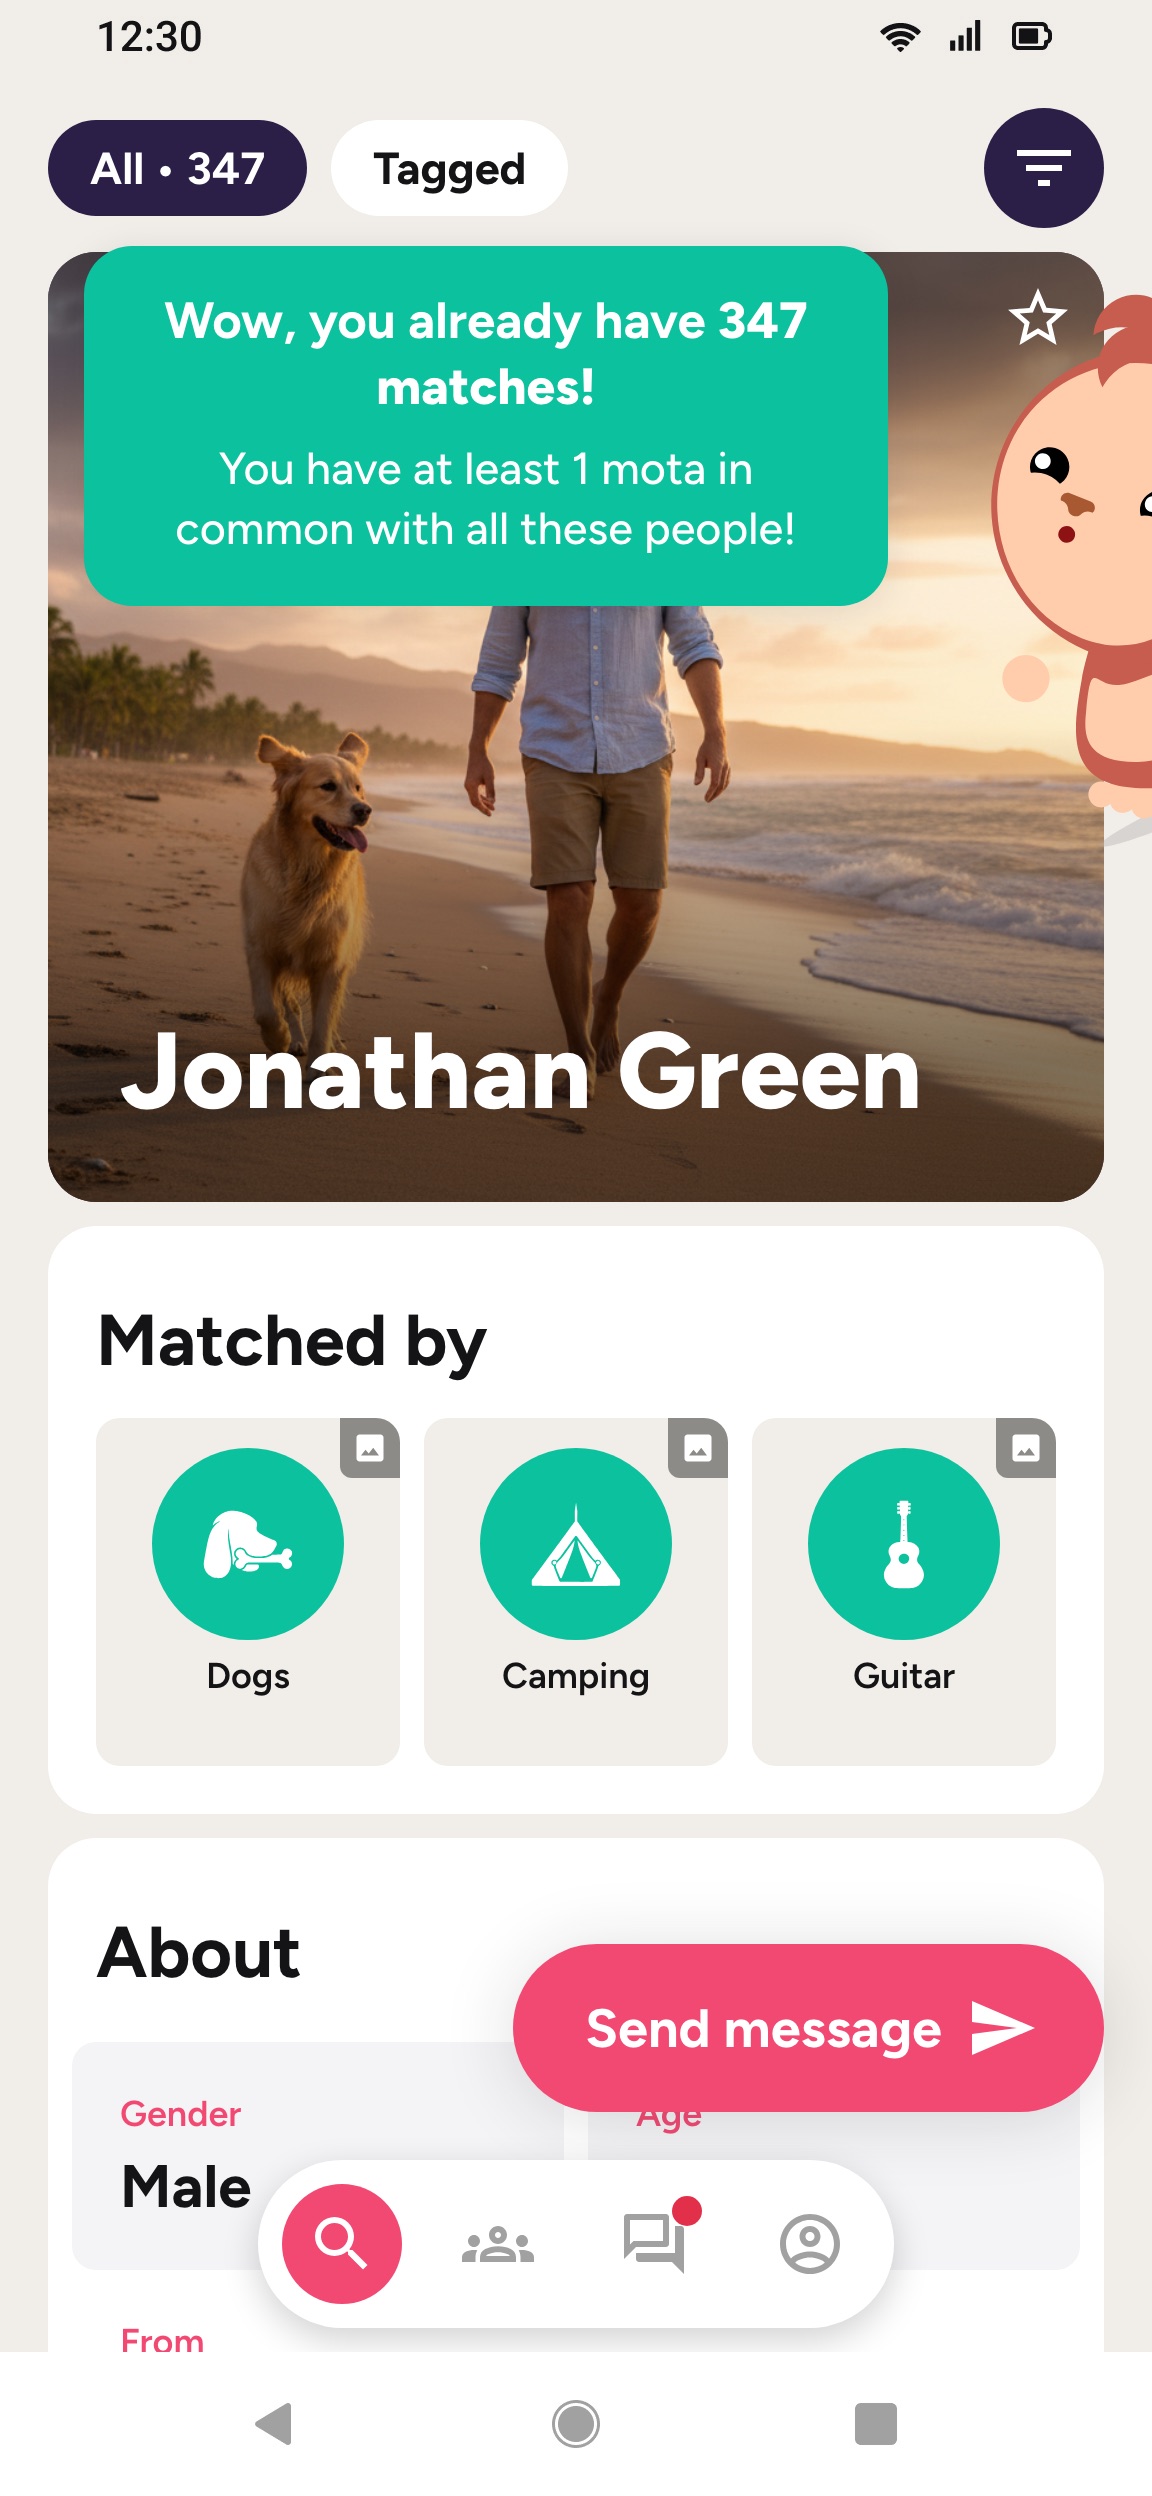 12:30
All • 347
Tagged
Wow, you already have 347
matches!
You have at least 1 mota in
common with all these people!
Jonathan Green
Matched by
Dogs
Camping
Guitar
About
Send message
Gender
Age
Male
From